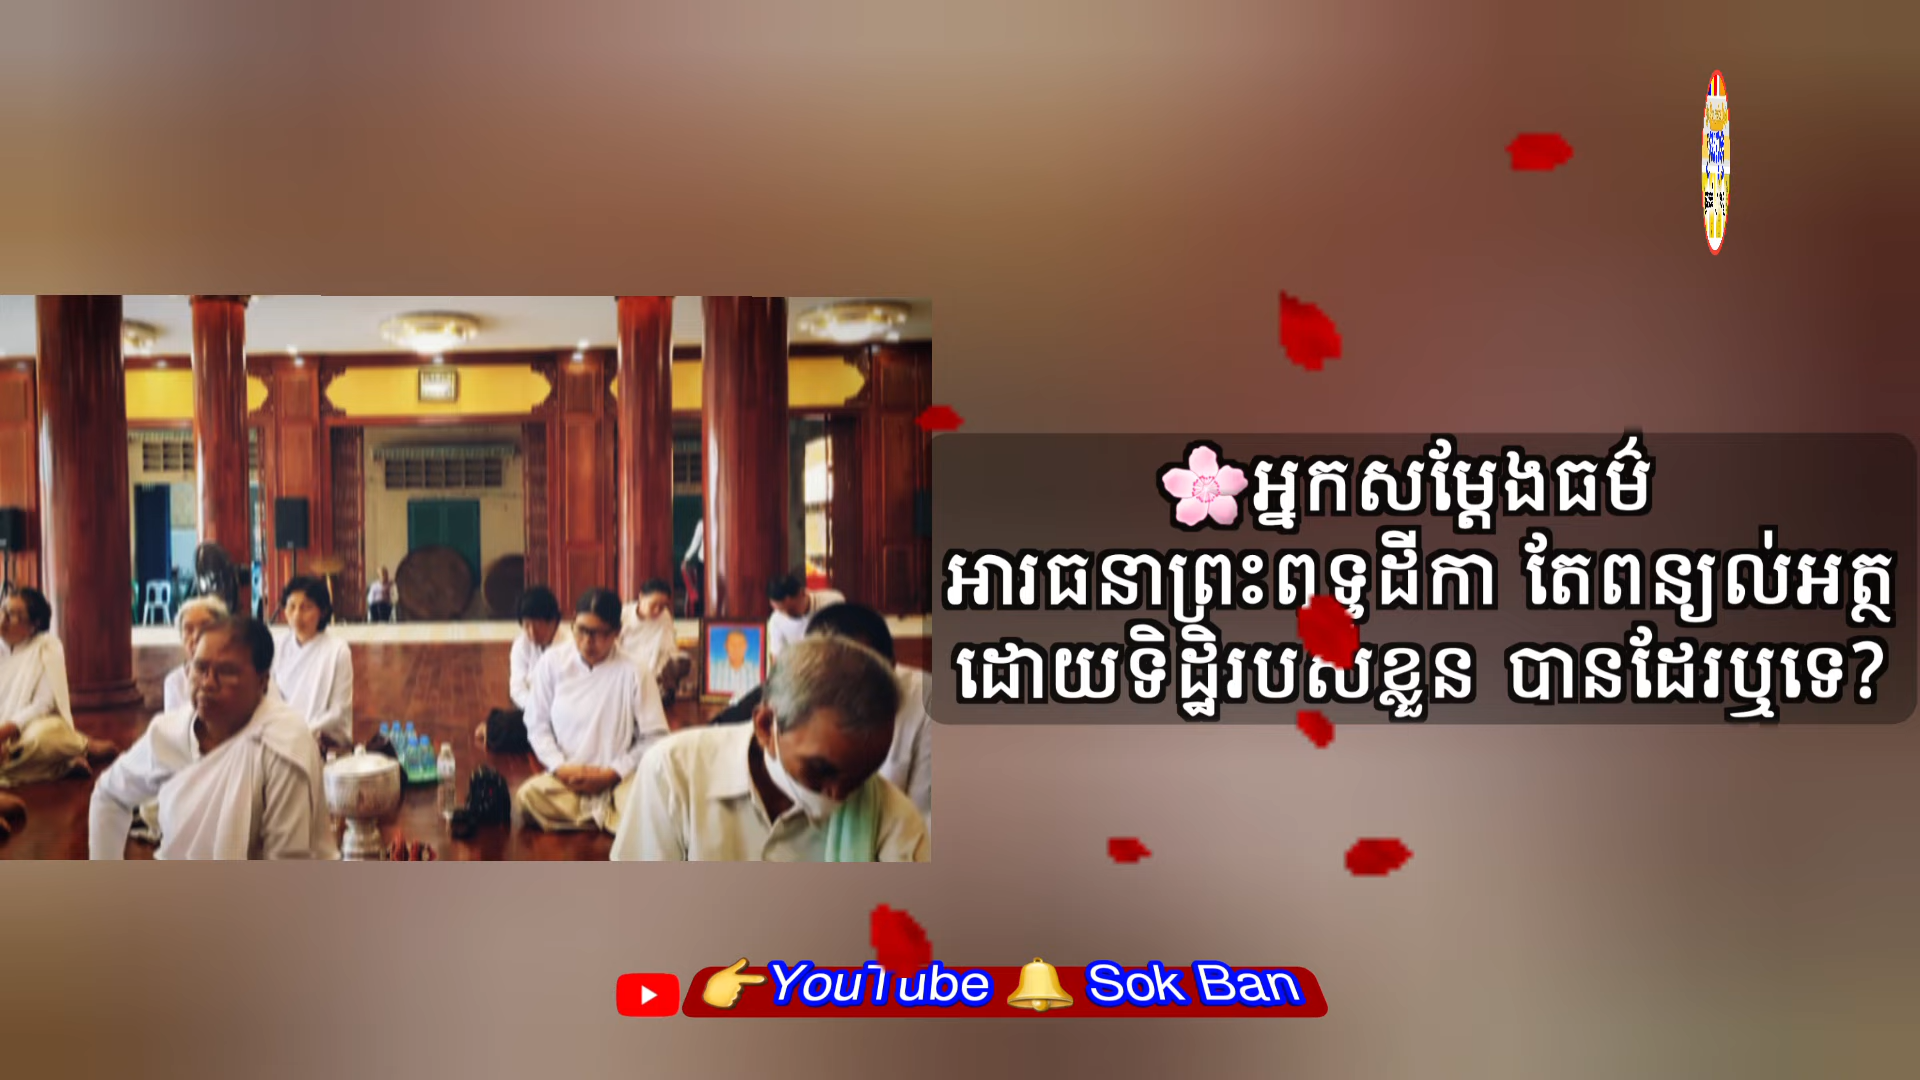 🌸អ្នកសម្ដែងធម៌
អារធនាព្រះពុទ្ធដីកា តែពន្យល់អត្ថ
ដោយទិដ្ឋិរបស់ខ្លួន បានដែរឬទេ?
👉YouTube 🔔 Sok Ban